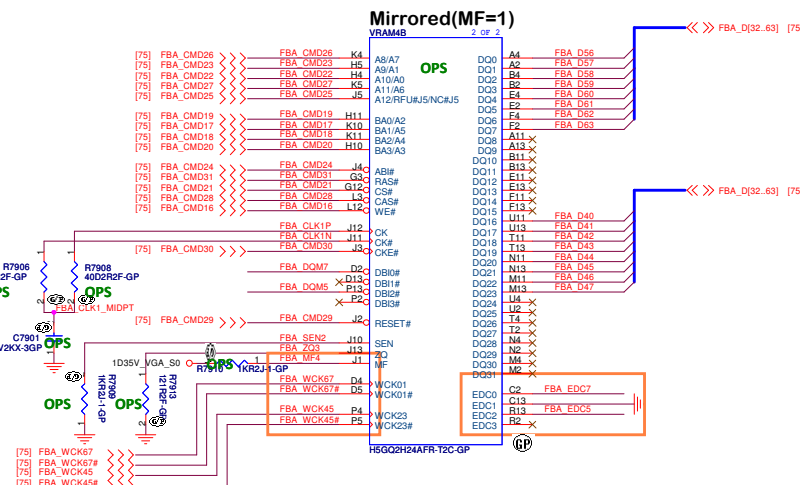 Mirrored(MF=1)
VRAM4B
2 OF 2
OPS
[75] FBA_CMD26 FBA_CMD26 K4 A8/A7
[75] FBA_CMD23 FBA_CMD23 H5 A9/A1
[75] FBA_CMD22 FBA_CMD22 H4 A10/A0
[75] FBA_CMD27 FBA_CMD27 K5 A11/A6
[75] FBA_CMD25 FBA_CMD25 J5 A12/RFU#J5/NC#J5
[75] FBA_CMD19 FBA_CMD19 H11 BA0/A2
[75] FBA_CMD17 FBA_CMD17 K10 BA1/A5
[75] FBA_CMD18 FBA_CMD18 K11 BA2/A4
[75] FBA_CMD20 FBA_CMD20 H10 BA3/A3
[75] FBA_CMD24 FBA_CMD24 J4 ABI#
[75] FBA_CMD31 FBA_CMD31 G3 RAS#
[75] FBA_CMD21 FBA_CMD21 G12 CS#
[75] FBA_CMD28 FBA_CMD28 L3 CAS#
[75] FBA_CMD16 FBA_CMD16 L12 WE#
FBA_CLK1P J12 CK
FBA_CLK1N J11 CK#
[75] FBA_CMD30 FBA_CMD30 J3 CKE#
FBA_DQM7 D2 DBI0#
D13 DBI1#
FBA_DQM5 P13 DBI2#
P2 DBI3#
[75] FBA_CMD29 FBA_CMD29 J2 RESET#
FBA_SEN2 J10 SEN
FBA_ZQ3 J13 ZQ
FBA_MF4 J1 MF
FBA_WCK67 D4 WCK01
FBA_WCK67# D5 WCK01#
FBA_WCK45 P4 WCK23
FBA_WCK45# P5 WCK23#
DQ0 A4 FBA_D56
DQ1 A2 FBA_D57
DQ2 B4 FBA_D58
DQ3 B2 FBA_D59
DQ4 E4 FBA_D60
DQ5 E2 FBA_D61
DQ6 F4 FBA_D62
DQ7 F2 FBA_D63
DQ8 A11
DQ9 A13
DQ10 B11
DQ11 B13
DQ12 E11
DQ13 E13
DQ14 F11
DQ15 F13
DQ16 U11 FBA_D40
DQ17 U13 FBA_D41
DQ18 T11 FBA_D42
DQ19 T13 FBA_D43
DQ20 N11 FBA_D44
DQ21 N13 FBA_D45
DQ22 M11 FBA_D46
DQ23 M13 FBA_D47
DQ24 U4
DQ25 U2
DQ26 T4
DQ27 T2
DQ28 N4
DQ29 N2
DQ30 M4
DQ31 M2
EDC0 C2 FBA_EDC7
EDC1 C13
EDC2 R13 FBA_EDC5
EDC3 R2
FBA_D[32..63] [75
FBA_D[32..63] [75
H5GQ2H24AFR-T2C-GP
GP
1
1
R7906
2F-GP
R7908
40D2R2F-GP
PS
OPS
2
2
FBA_CLK1_MIDPT
C7901
OPS
V2KX-3GP
1D35V_VGA_S0
OPS
R7910
1
1KR2J-1-GP
R7909
1KR2J-1-GP
OPS
R7913
121R2F-GP
OPS
[75] FBA_WCK67
[75] FBA_WCK67#
[75] FBA_WCK45
[75] FBA_WCK45#